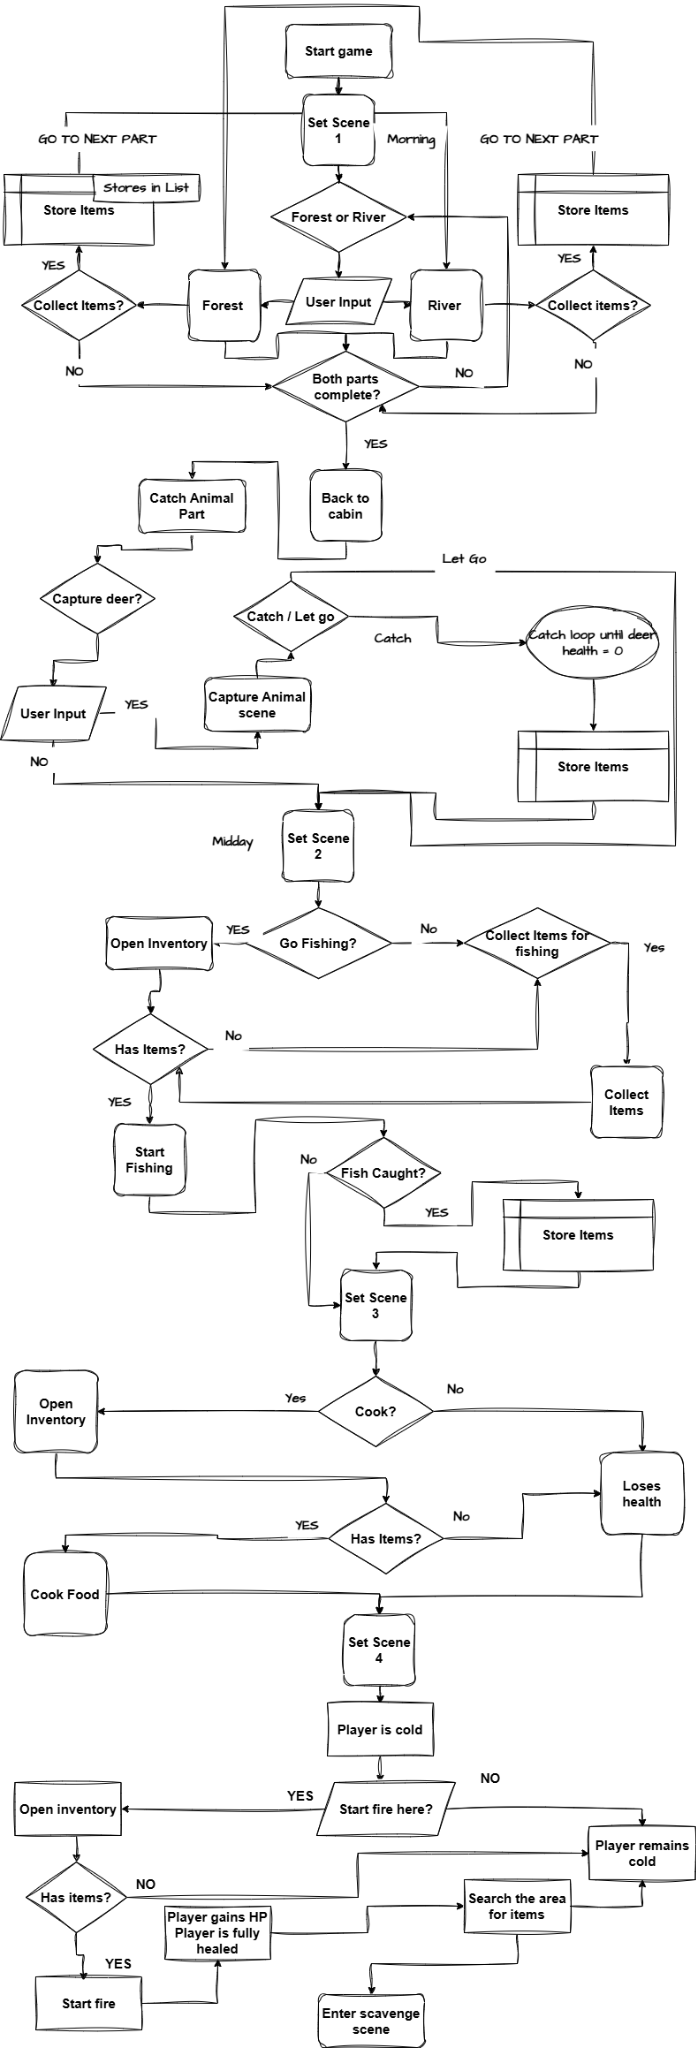 Start game
Set Scene
1
GO TO NEXT PART
Morning
GO TO NEXT PART
Stores in List
Store Items
Forest or River
Store Items
YES
YES
Collect Items?
Forest
User Input
River
Collect items?
NO
Both parts
complete?
NO
NO
YES
Catch Animal
Part
Back to
cabin
Let Go
Capture deer?
Catch / Let go
Catch
Catch loop until deer
health = 0
User Input
YES
Capture Animal
scene
NO
Store Items
Midday
Set Scene
2
Open Inventory
YES
Go Fishing?
No
Collect Items for
fishing
Yes
Has Items?
No
YES
Collect
Items
Start
Fishing
No
Fish Caught?
YES
Store Items
Set Scene
3
Open
Inventory
Yes
Cook?
No
Loses
health
YES
Has Items?
No
Cook Food
Set Scene
4
Player is cold
NO
Open inventory
YES
Start fire here?
Player remains
cold
Has items?
NO
Search the area
for items
Player gains HP
Player is fully
healed
YES
Start fire
Enter scavenge
scene